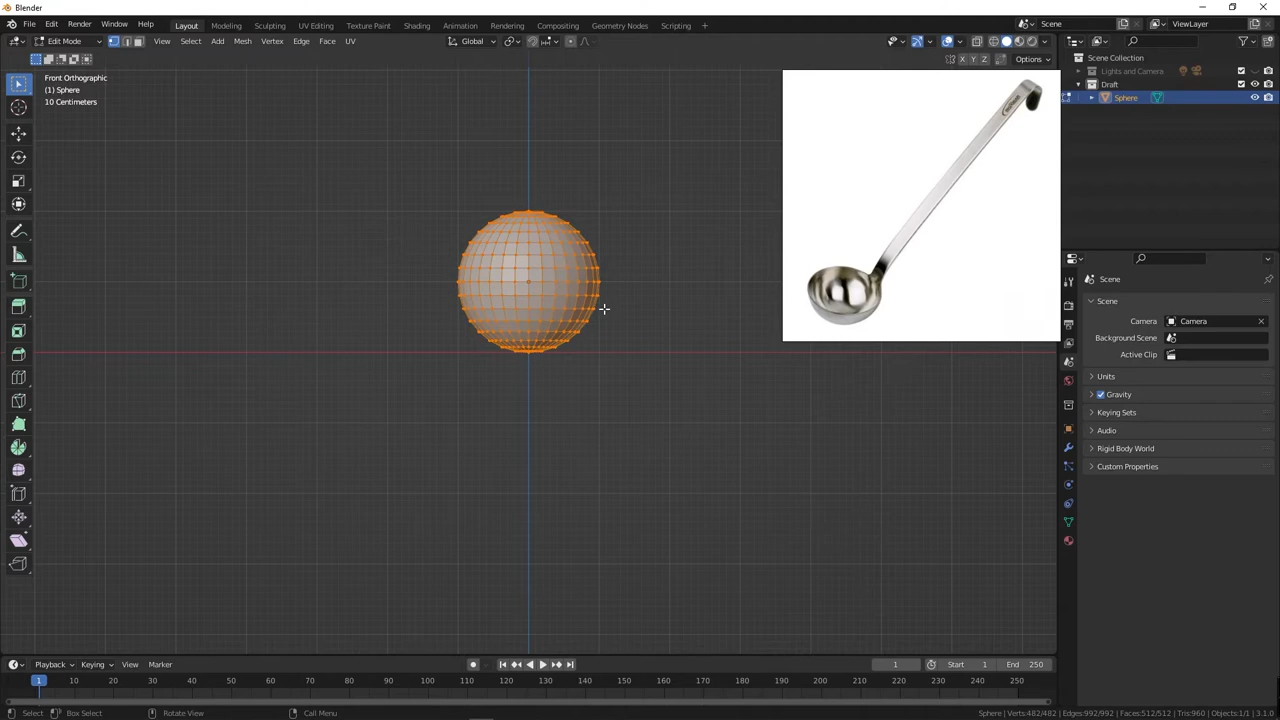 Blender
File Edit Render Window Help Layout Modeling Sculpting UV Editing Texture Paint Shading Animation Rendering Compositing Geometry Nodes Scripting + Scene ViewLayer
Edit Mode View Select Add Mesh Vertex Edge Face UV Global
X Y Z Options
Front Orthographic
(1) Sphere
10 Centimeters
Scene Collection
Lights and Camera
Draft
Sphere
Scene
Scene
Camera Camera
Background Scene
Active Clip
Units
Gravity
Keying Sets
Audio
Rigid Body World
Custom Properties
Playback Keying View Marker 1 Start 1 End 250
1 10 20 30 40 50 60 70 80 90 100 110 120 130 140 150 160 170 180 190 200 210 220 230 240 250
Select Box Select Rotate View Call Menu Sphere | Verts:482/482 | Edges:992/992 | Faces:512/512 | Tris:960 | Objects:1/1 | 3.1.0